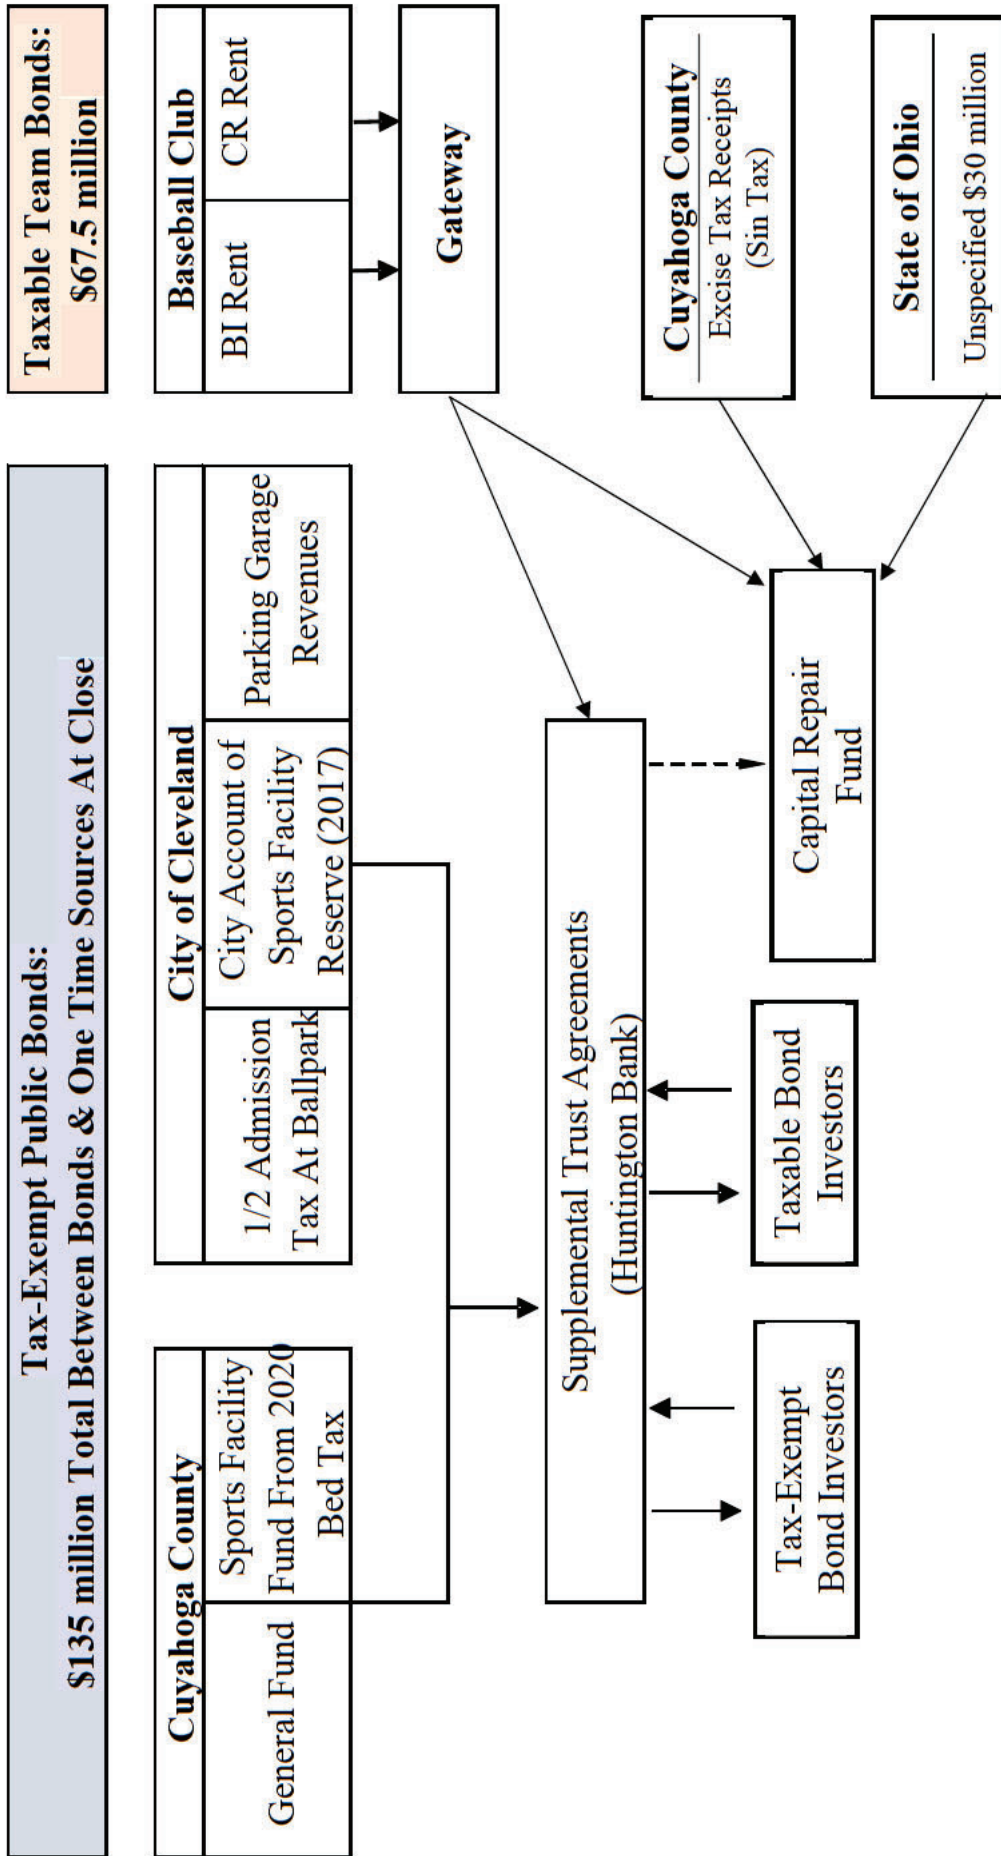 Tax-Exempt Public Bonds:
$135 million Total Between Bonds & One Time Sources At Close
Taxable Team Bonds:
$67.5 million
Cuyahoga County
General Fund
Sports Facility
Fund From 2020
Bed Tax
City of Cleveland
1/2 Admission
Tax At Ballpark
City Account of
Sports Facility
Reserve (2017)
Parking Garage
Revenues
Baseball Club
BI Rent
CR Rent
Gateway
Supplemental Trust Agreements
(Huntington Bank)
Cuyahoga County
Excise Tax Receipts
(Sin Tax)
Tax-Exempt
Bond Investors
Taxable Bond
Investors
Capital Repair
Fund
State of Ohio
Unspecified $30 million